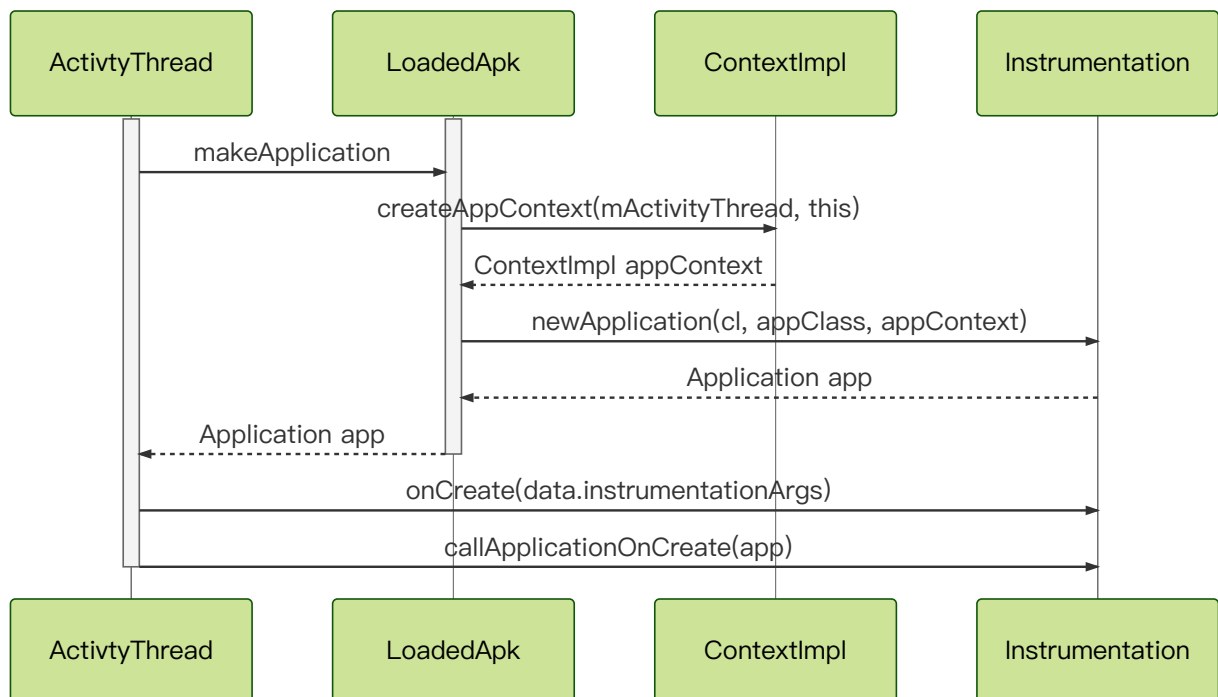 ActivtyThread
LoadedApk
ContextImpl
Instrumentation
makeApplication
createAppContext(mActivityThread, this)
ContextImpl appContext
newApplication(cl, appClass, appContext)
Application app
Application app
onCreate(data.instrumentationArgs)
callApplicationOnCreate(app)
ActivtyThread
LoadedApk
ContextImpl
Instrumentation